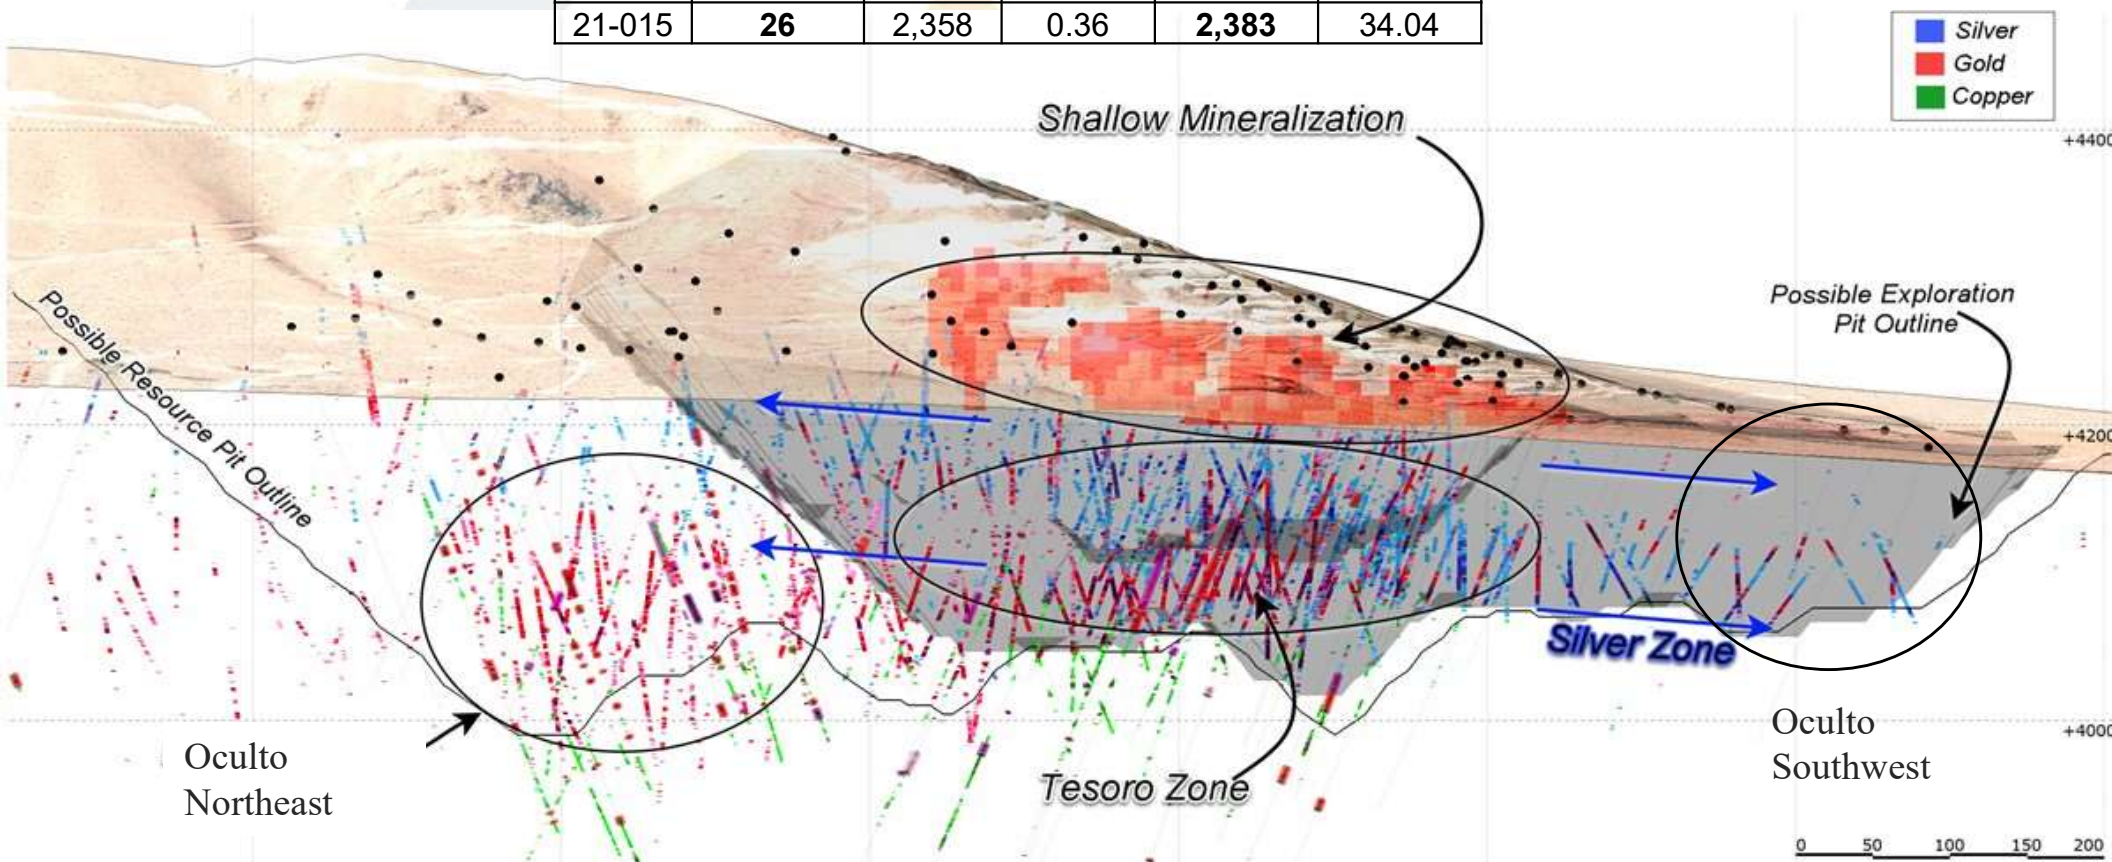 21-015 26 2,358 0.36 2,383 34.04
Silver
Gold
Copper
Shallow Mineralization
+4400
Possible Exploration
Pit Outline
Possible Resource Pit Outline
+4200
Silver Zone
Oculto
Northeast
Tesoro Zone
Oculto
Southwest
+4000
0 50 100 150 200